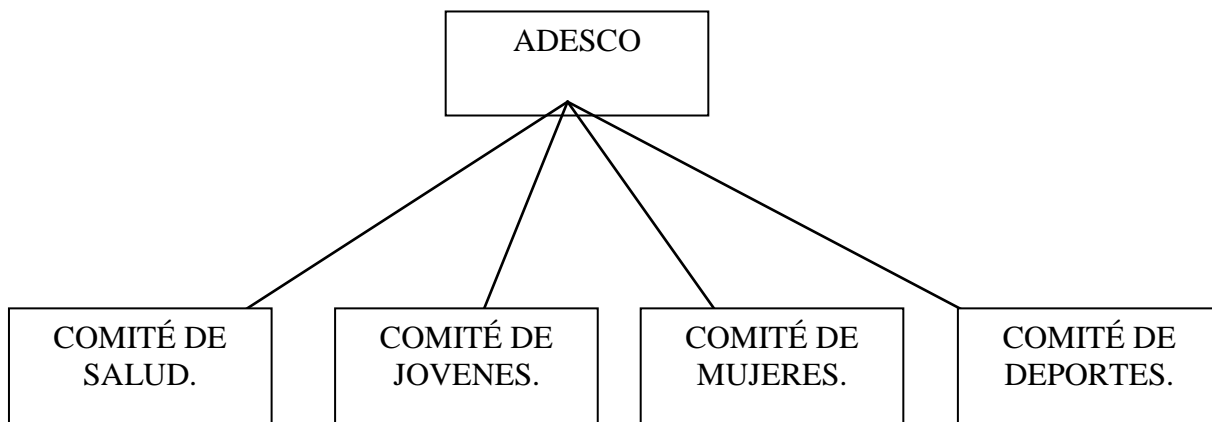 ADESCO
COMITÉ DE
SALUD.
COMITÉ DE
JOVENES.
COMITÉ DE
MUJERES.
COMITÉ DE
DEPORTES.